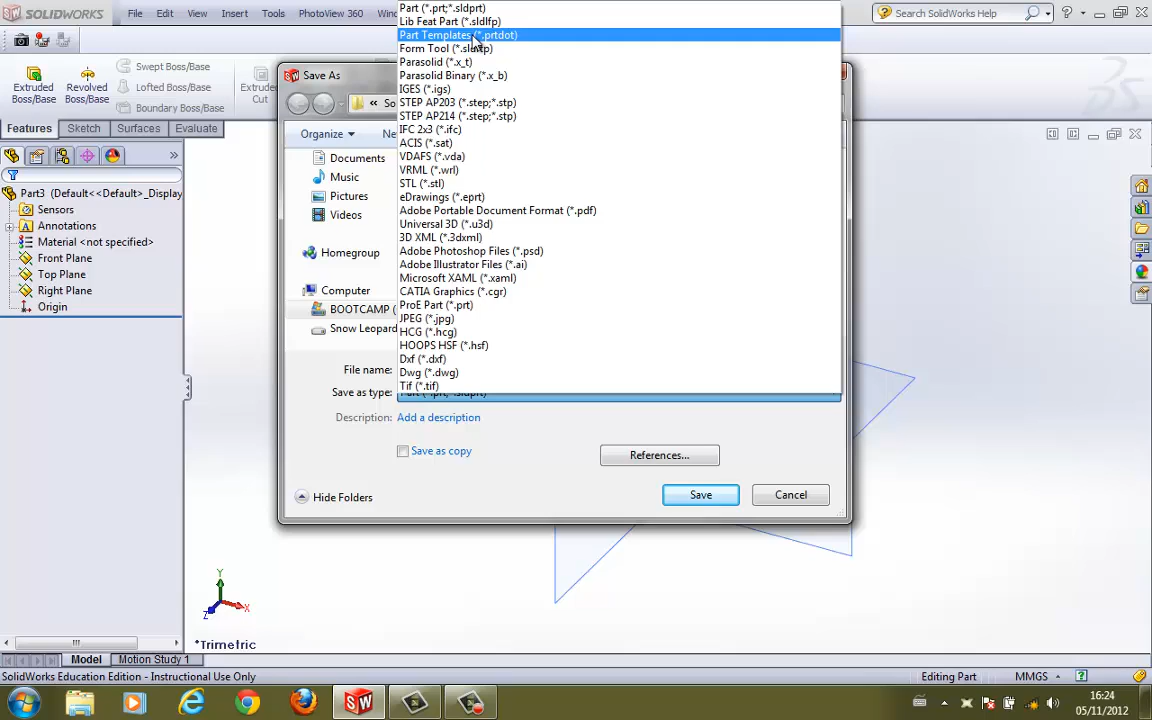 SOLIDWORKS
File Edit View Insert Tools PhotoView 360
Search SolidWorks Help
Extruded Boss/Base
Revolved Boss/Base
Swept Boss/Base
Lofted Boss/Base
Boundary Boss/Base
Extruded Cut
Features Sketch Surfaces Evaluate
Part3 (Default<<Default>_Display
Sensors
Annotations
Material <not specified>
Front Plane
Top Plane
Right Plane
Origin
Save As
« So
Organize Ne
Documents
Music
Pictures
Videos
Homegroup
Computer
BOOTCAMP (
Snow Leopard
Part (*.prt;*.sldprt)
Lib Feat Part (*.sldlfp)
Part Templates (*.prtdot)
Form Tool (*.sldftp)
Parasolid (*.x_t)
Parasolid Binary (*.x_b)
IGES (*.igs)
STEP AP203 (*.step;*.stp)
STEP AP214 (*.step;*.stp)
IFC 2x3 (*.ifc)
ACIS (*.sat)
VDAFS (*.vda)
VRML (*.wrl)
STL (*.stl)
eDrawings (*.eprt)
Adobe Portable Document Format (*.pdf)
Universal 3D (*.u3d)
3D XML (*.3dxml)
Adobe Photoshop Files (*.psd)
Adobe Illustrator Files (*.ai)
Microsoft XAML (*.xaml)
CATIA Graphics (*.cgr)
ProE Part (*.prt)
JPEG (*.jpg)
HCG (*.hcg)
HOOPS HSF (*.hsf)
Dxf (*.dxf)
Dwg (*.dwg)
Tif (*.tif)
File name:
Save as type: Part (*.prt;*.sldprt)
Description: Add a description
Save as copy
References...
Hide Folders
Save Cancel
Y
X
Z
*Trimetric
Model Motion Study 1
SolidWorks Education Edition - Instructional Use Only
Editing Part MMGS
16:24
05/11/2012